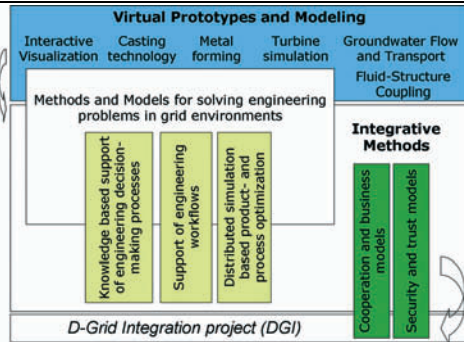 Virtual Prototypes and Modeling
Interactive
Visualization
Casting
technology
Metal
forming
Turbine
simulation
Groundwater Flow
and Transport
Fluid-Structure
Coupling
Methods and Models for solving engineering
problems in grid environments
Knowledge based support
of engineering decision-
making processes
Support of engineering
workflows
Distributed simulation
based product- and
process optimization
Integrative
Methods
Cooperation and business
models
Security and trust models
D-Grid Integration project (DGI)